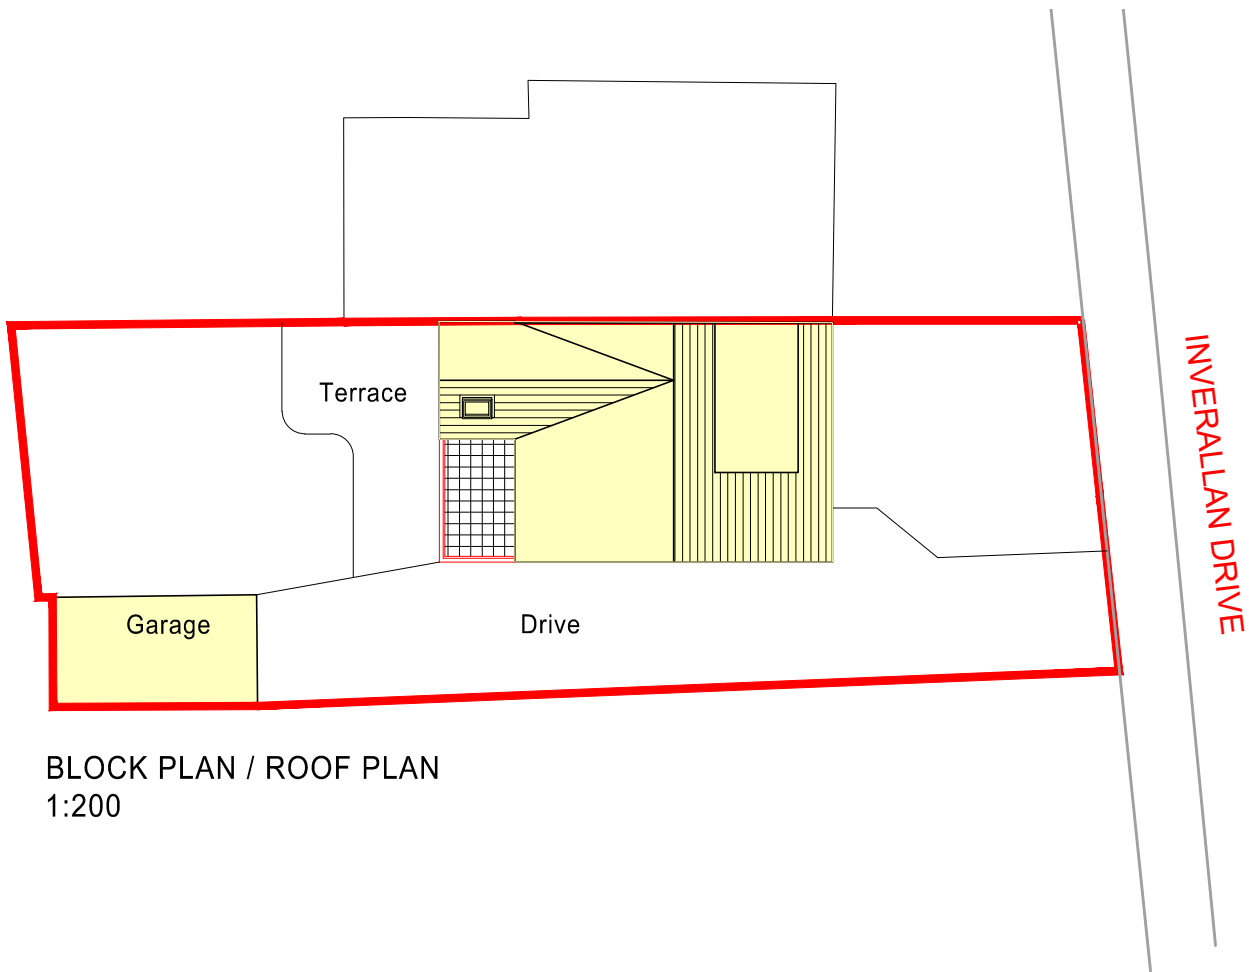 Terrace
INVERALLAN DRIVE
Garage
Drive
BLOCK PLAN / ROOF PLAN
1:200